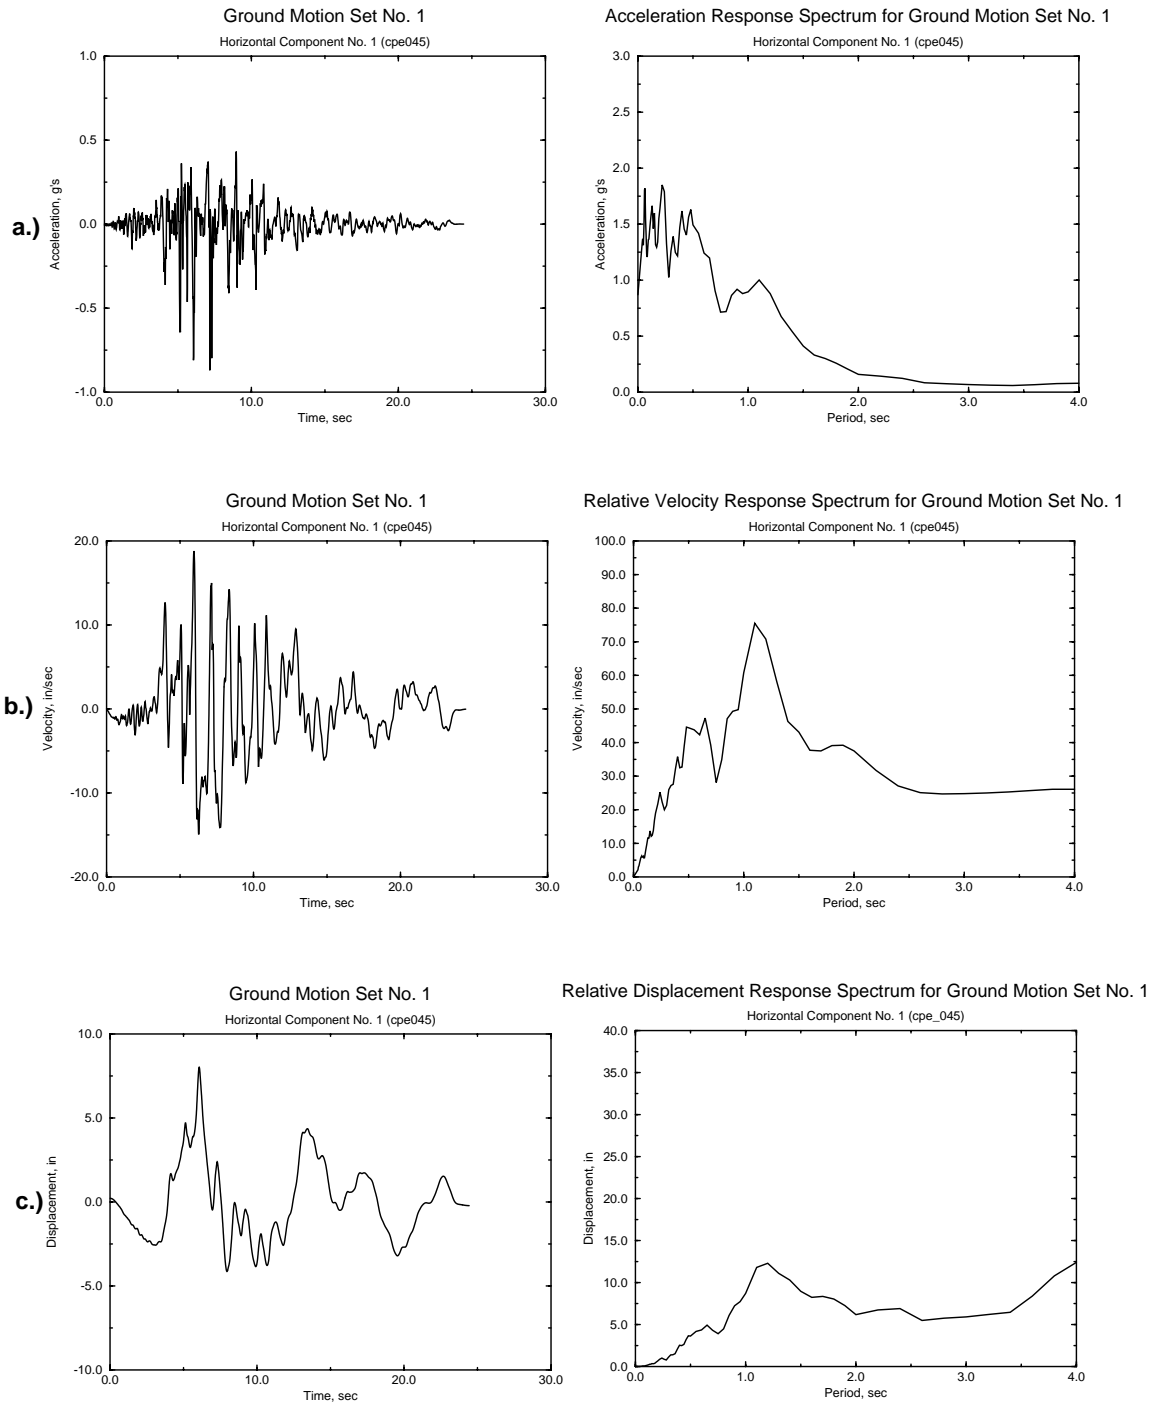 Ground Motion Set No. 1
Horizontal Component No. 1 (cpe045)
a.)
Acceleration, g's
1.0
0.5
0.0
-0.5
-1.0
0.0 10.0 20.0 30.0
Time, sec
Acceleration Response Spectrum for Ground Motion Set No. 1
Horizontal Component No. 1 (cpe045)
Acceleration, g's
3.0
2.5
2.0
1.5
1.0
0.5
0.0
0.0 1.0 2.0 3.0 4.0
Period, sec
Ground Motion Set No. 1
Horizontal Component No. 1 (cpe045)
b.)
Velocity, in/sec
20.0
10.0
0.0
-10.0
-20.0
0.0 10.0 20.0 30.0
Time, sec
Relative Velocity Response Spectrum for Ground Motion Set No. 1
Horizontal Component No. 1 (cpe045)
Velocity, in/sec
100.0
90.0
80.0
70.0
60.0
50.0
40.0
30.0
20.0
10.0
0.0
0.0 1.0 2.0 3.0 4.0
Period, sec
Ground Motion Set No. 1
Horizontal Component No. 1 (cpe045)
c.)
Displacement, in
10.0
5.0
0.0
-5.0
-10.0
0.0 10.0 20.0 30.0
Time, sec
Relative Displacement Response Spectrum for Ground Motion Set No. 1
Horizontal Component No. 1 (cpe_045)
Displacement, in
40.0
35.0
30.0
25.0
20.0
15.0
10.0
5.0
0.0
0.0 1.0 2.0 3.0 4.0
Period, sec